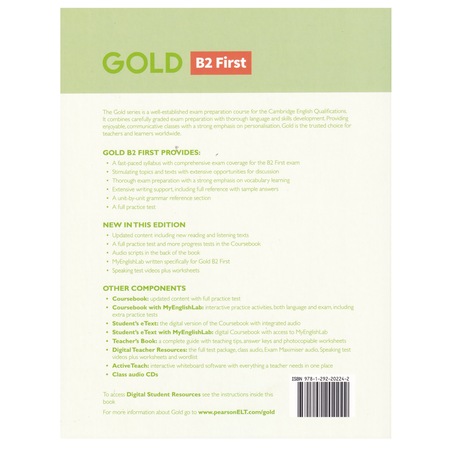 GOLD B2 First
The Gold series is a well-established exam preparation course for the Cambridge English Qualifications.
It combines carefully graded exam preparation with thorough language and skills development. Providing
enjoyable, communicative classes with a strong emphasis on personalisation. Gold is the trusted choice for
teachers and learners worldwide.
GOLD B2 FIRST PROVIDES:
• A fast-paced syllabus with comprehensive exam coverage for the B2 First exam
• Stimulating topics and texts with extensive opportunities for discussion
• Thorough exam preparation with a strong emphasis on vocabulary learning
• Extensive writing support, including full reference with sample answers
• A unit-by-unit grammar reference section
• A full practice test
NEW IN THIS EDITION
• Updated content including new reading and listening texts
• A full practice test and more progress tests in the Coursebook
• Audio scripts in the back of the book
• MyEnglishLab written specifically for Gold B2 First
• Speaking test videos plus worksheets
OTHER COMPONENTS
• Coursebook: updated content with full practice test
• Coursebook with MyEnglishLab: interactive practice activities, both language and exam, including
extra practice tests
• Student's eText: the digital version of the Coursebook with integrated audio
• Student's eText with MyEnglishLab: digital Coursebook with access to MyEnglishLab
• Teacher's Book: a complete guide with teaching tips, answer keys and photocopiable worksheets
• Digital Teacher Resources: the full test package, class audio, Exam Maximiser audio, Speaking test
videos plus worksheets and wordlist
• ActiveTeach: interactive whiteboard software with everything a teacher needs in one place
• Class audio CDs
ISBN 978-1-292-20224-2
To access Digital Student Resources see the instructions inside this
book
For more information about Gold go to www.pearsonELT.com/gold